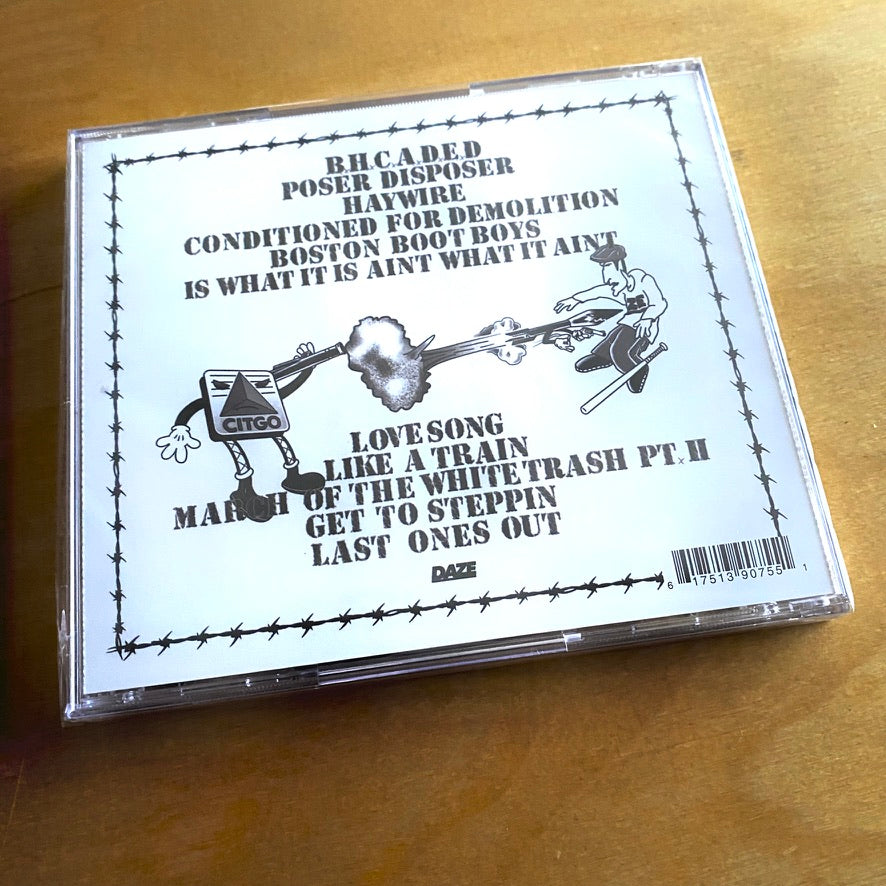 B.H.C.A.D.E.D
POSER DISPOSER
HAYWIRE
CONDITIONED FOR DEMOLITION
BOSTON BOOT BOYS
IS WHAT IT IS AINT WHAT IT AINT
CITGO
LOVE SONG
LIKE A TRAIN
MARCH OF THE WHITE TRASH PT. II
GET TO STEPPIN
LAST ONES OUT
DAZE
6 17513 90755 1